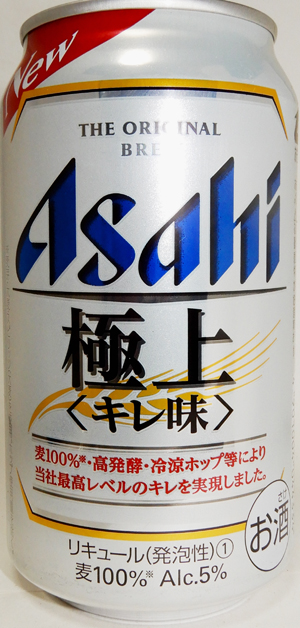 New
THE ORIGINAL
BRE
Asahi
極上
〈キレ味〉
麦100%※・高発酵・冷涼ホップ等により
当社最高レベルのキレを実現しました。
さけ
お酒
リキュール(発泡性)①
麦100%※ Alc.5%